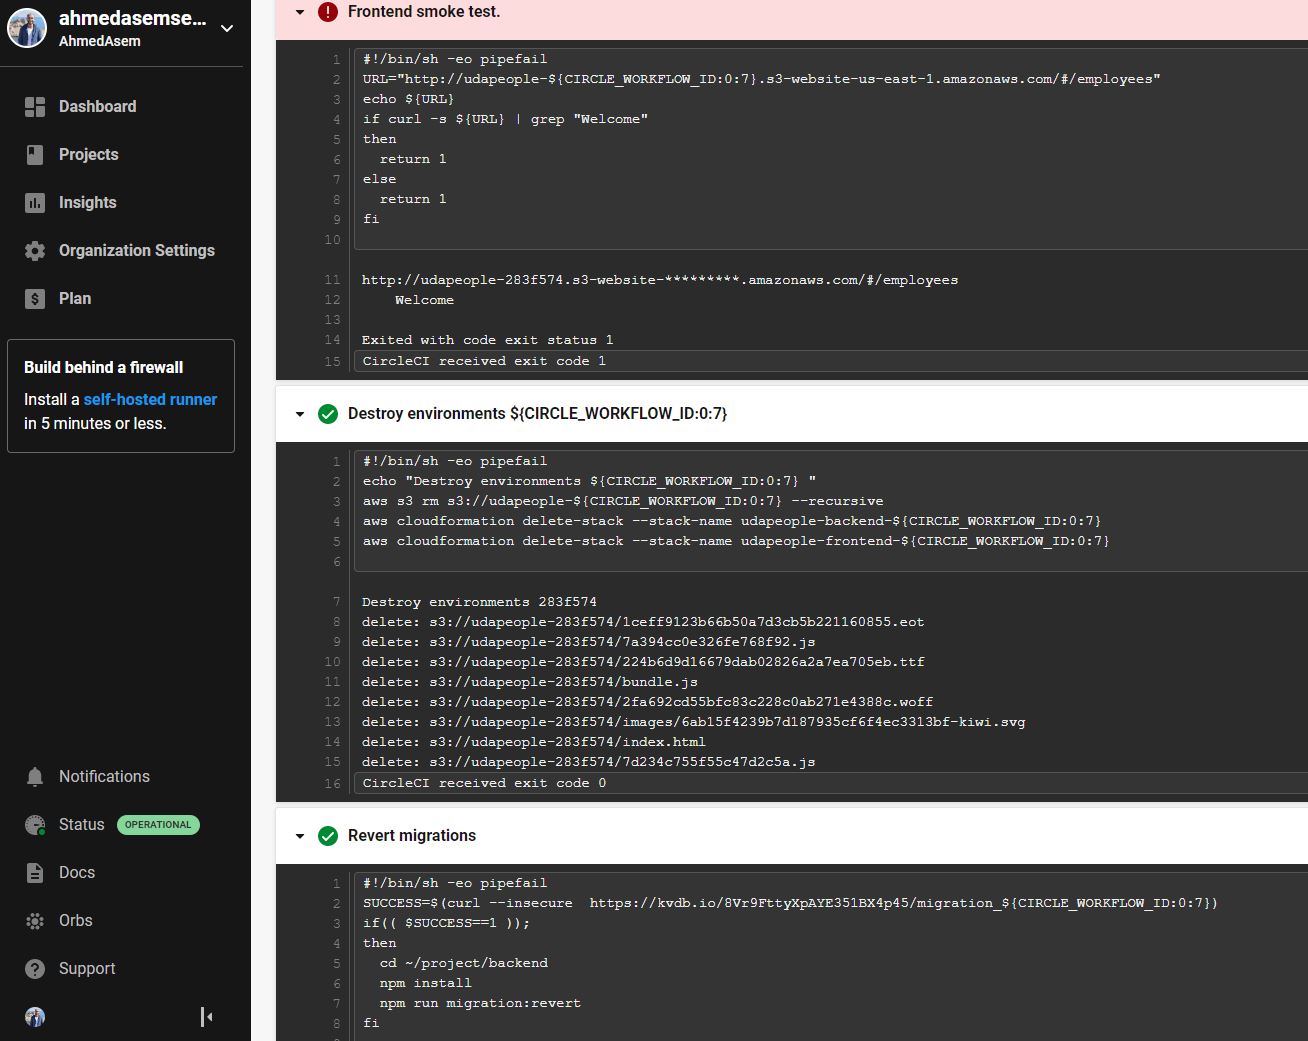 ahmedasemse...
AhmedAsem
Dashboard
Projects
Insights
Organization Settings
Plan
Build behind a firewall
Install a self-hosted runner
in 5 minutes or less.
Notifications
Status OPERATIONAL
Docs
Orbs
Support
Frontend smoke test.
1 #!/bin/sh -eo pipefail
2 URL="http://udapeople-${CIRCLE_WORKFLOW_ID:0:7}.s3-website-us-east-1.amazonaws.com/#/employees"
3 echo ${URL}
4 if curl -s ${URL} | grep "Welcome"
5 then
6   return 1
7 else
8   return 1
9 fi
10
11 http://udapeople-283f574.s3-website-*********.amazonaws.com/#/employees
12     Welcome
13
14 Exited with code exit status 1
15 CircleCI received exit code 1
Destroy environments ${CIRCLE_WORKFLOW_ID:0:7}
1 #!/bin/sh -eo pipefail
2 echo "Destroy environments ${CIRCLE_WORKFLOW_ID:0:7} "
3 aws s3 rm s3://udapeople-${CIRCLE_WORKFLOW_ID:0:7} --recursive
4 aws cloudformation delete-stack --stack-name udapeople-backend-${CIRCLE_WORKFLOW_ID:0:7}
5 aws cloudformation delete-stack --stack-name udapeople-frontend-${CIRCLE_WORKFLOW_ID:0:7}
6
7 Destroy environments 283f574
8 delete: s3://udapeople-283f574/1ceff9123b66b50a7d3cb5b221160855.eot
9 delete: s3://udapeople-283f574/7a394cc0e326fe768f92.js
10 delete: s3://udapeople-283f574/224b6d9d16679dab02826a2a7ea705eb.ttf
11 delete: s3://udapeople-283f574/bundle.js
12 delete: s3://udapeople-283f574/2fa692cd55bfc83c228c0ab271e4388c.woff
13 delete: s3://udapeople-283f574/images/6ab15f4239b7d187935cf6f4ec3313bf-kiwi.svg
14 delete: s3://udapeople-283f574/index.html
15 delete: s3://udapeople-283f574/7d234c755f55c47d2c5a.js
16 CircleCI received exit code 0
Revert migrations
1 #!/bin/sh -eo pipefail
2 SUCCESS=$(curl --insecure  https://kvdb.io/8Vr9FttyXpAYE351BX4p45/migration_${CIRCLE_WORKFLOW_ID:0:7})
3 if(( $SUCCESS==1 ));
4 then
5   cd ~/project/backend
6   npm install
7   npm run migration:revert
8 fi